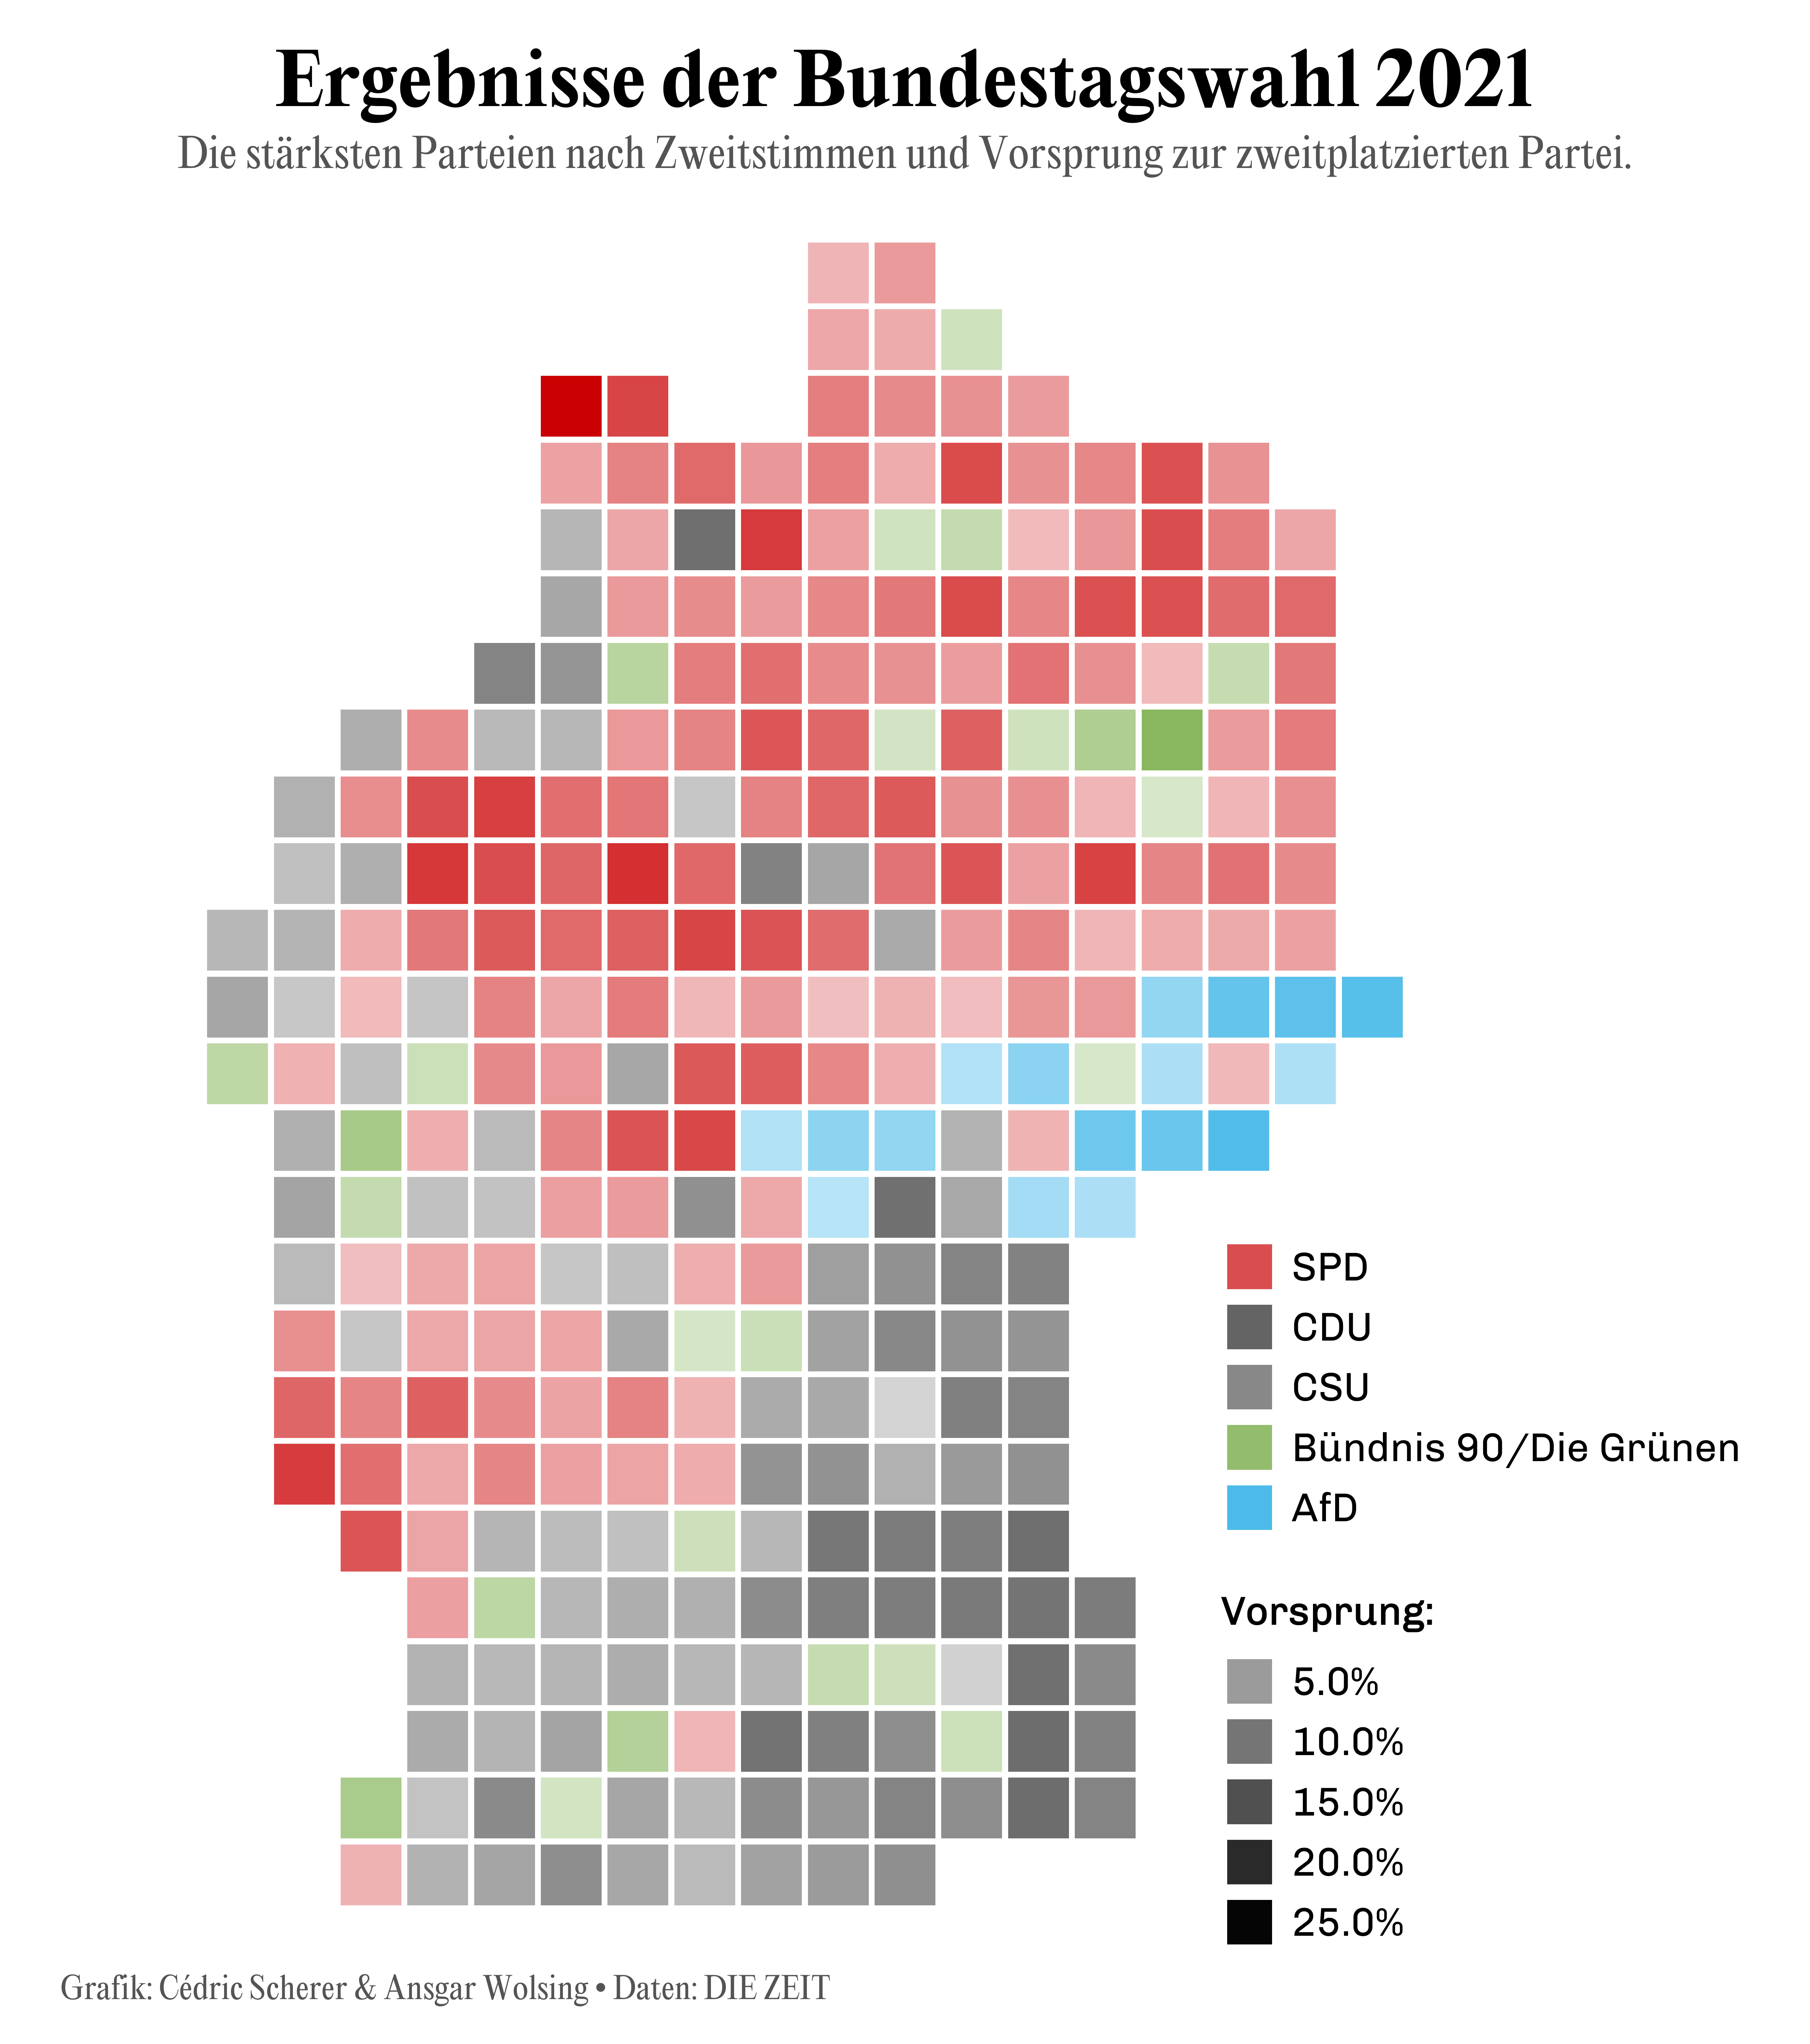 Ergebnisse der Bundestagswahl 2021
Die stärksten Parteien nach Zweitstimmen und Vorsprung zur zweitplatzierten Partei.
SPD
CDU
CSU
Bündnis 90/Die Grünen
AfD
Vorsprung:
5.0%
10.0%
15.0%
20.0%
25.0%
Grafik: Cédric Scherer & Ansgar Wolsing • Daten: DIE ZEIT